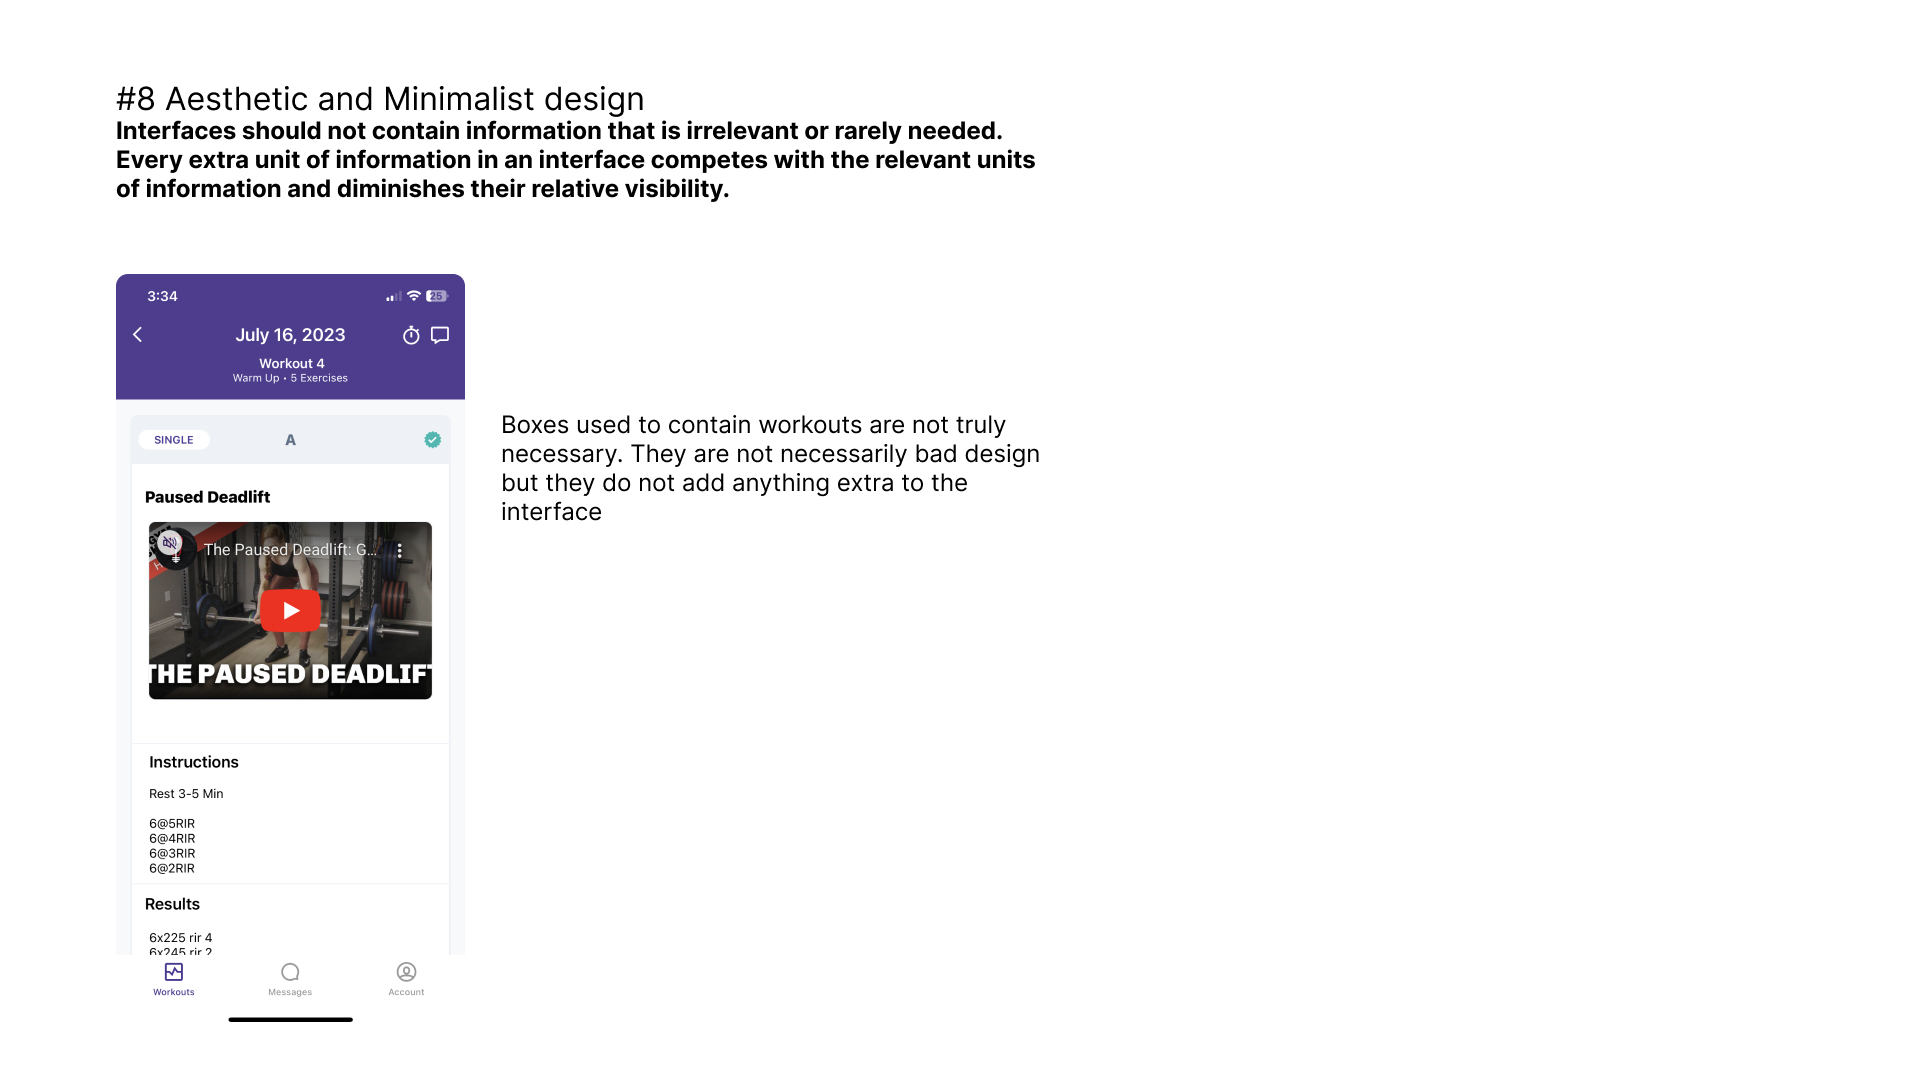 #8 Aesthetic and Minimalist design
Interfaces should not contain information that is irrelevant or rarely needed.
Every extra unit of information in an interface competes with the relevant units
of information and diminishes their relative visibility.
3:34
25
July 16, 2023
Workout 4
Warm Up • 5 Exercises
SINGLE
A
Paused Deadlift
The Paused Deadlift: G...
THE PAUSED DEADLIFT
Instructions
Rest 3-5 Min
6@5RIR
6@4RIR
6@3RIR
6@2RIR
Results
6x225 rir 4
6x245 rir 2
Workouts
Messages
Account
Boxes used to contain workouts are not truly
necessary. They are not necessarily bad design
but they do not add anything extra to the
interface